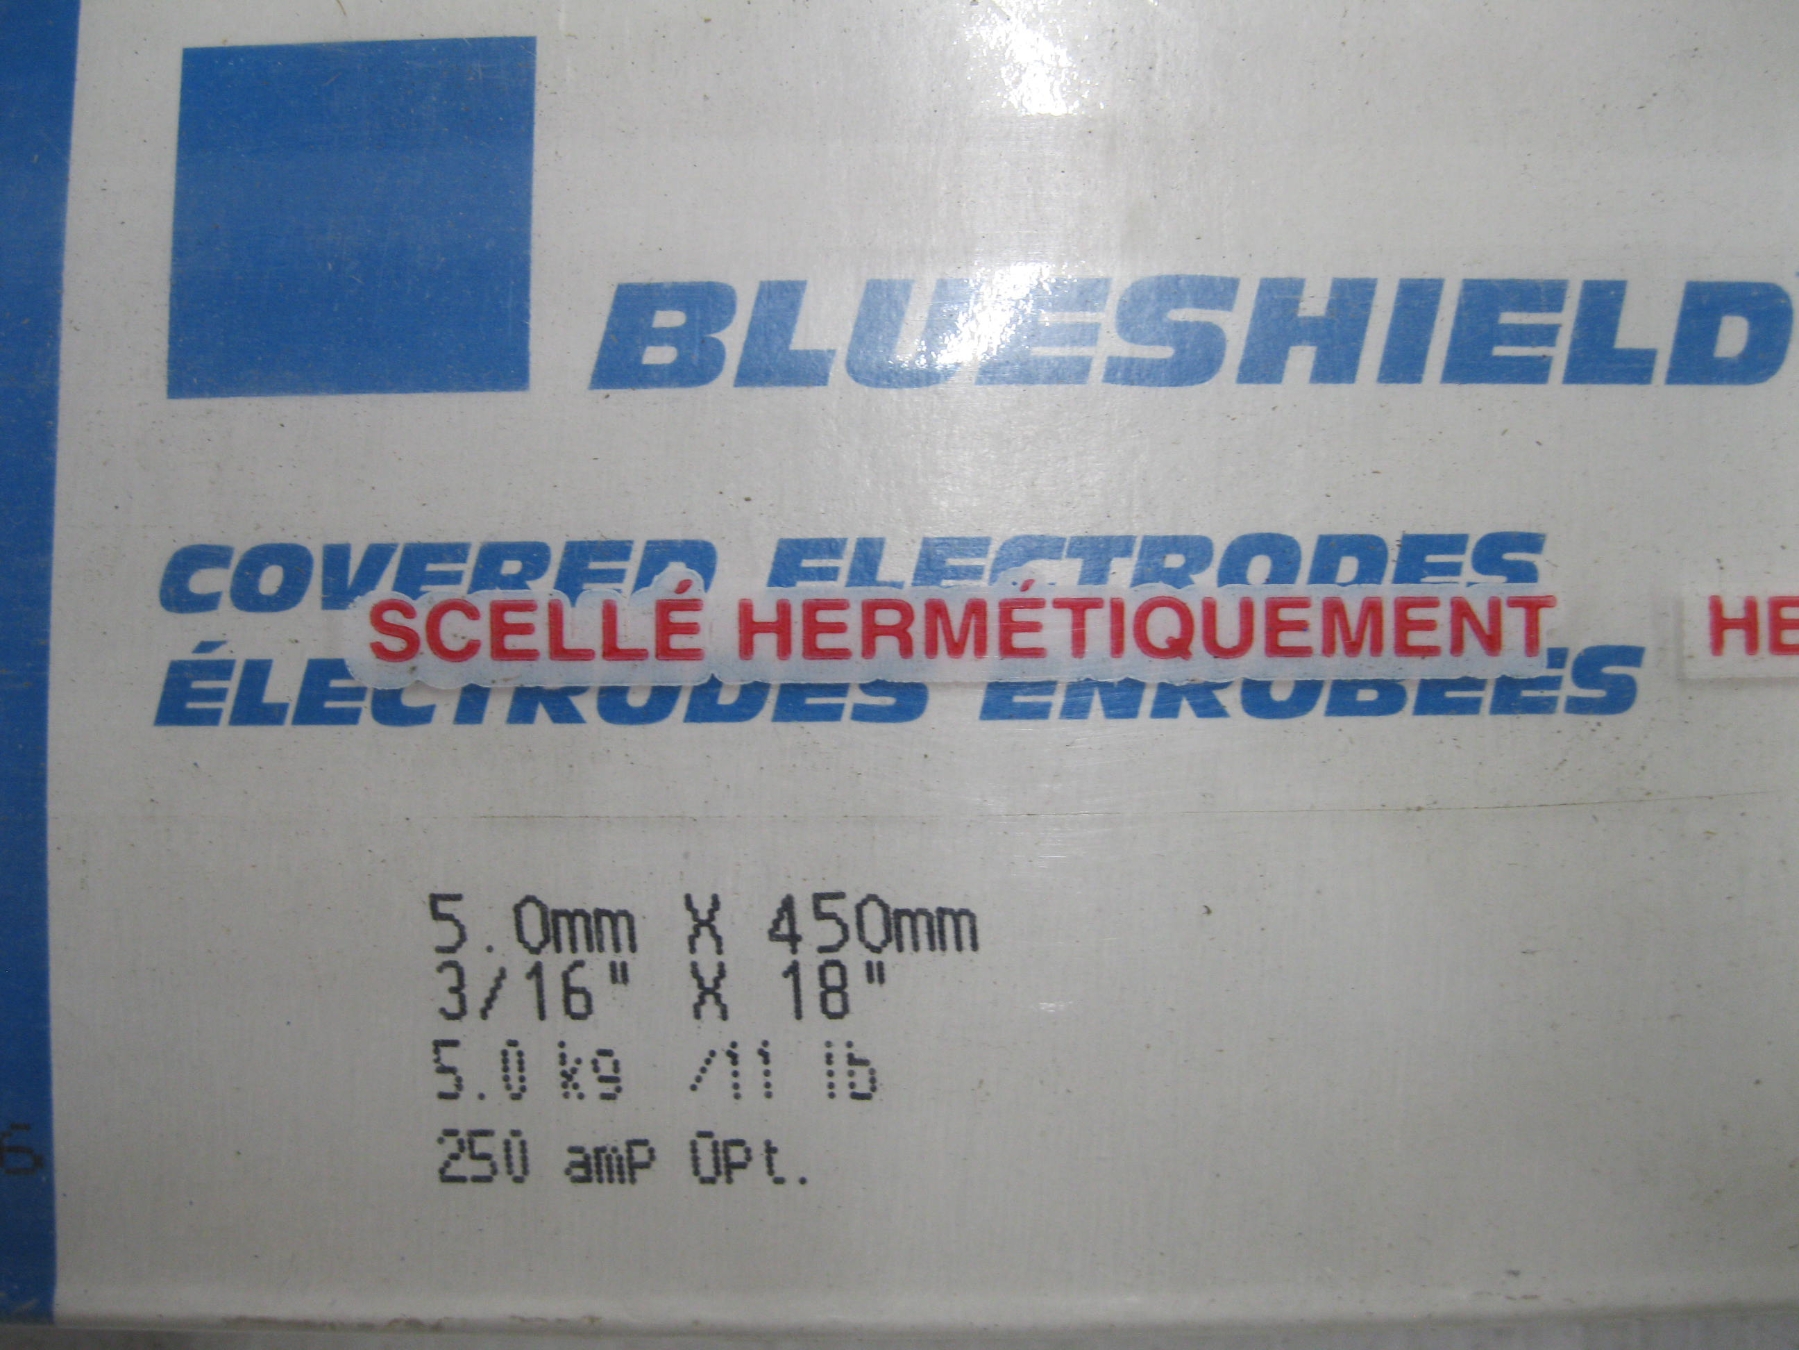 BLUESHIELD
COVERED ELECTRODES
SCELLÉ HERMÉTIQUEMENT
ÉLECTRODES ENROBÉES
5.0mm X 450mm
3/16" X 18"
5.0 kg /11 lb
250 amp Opt.
6